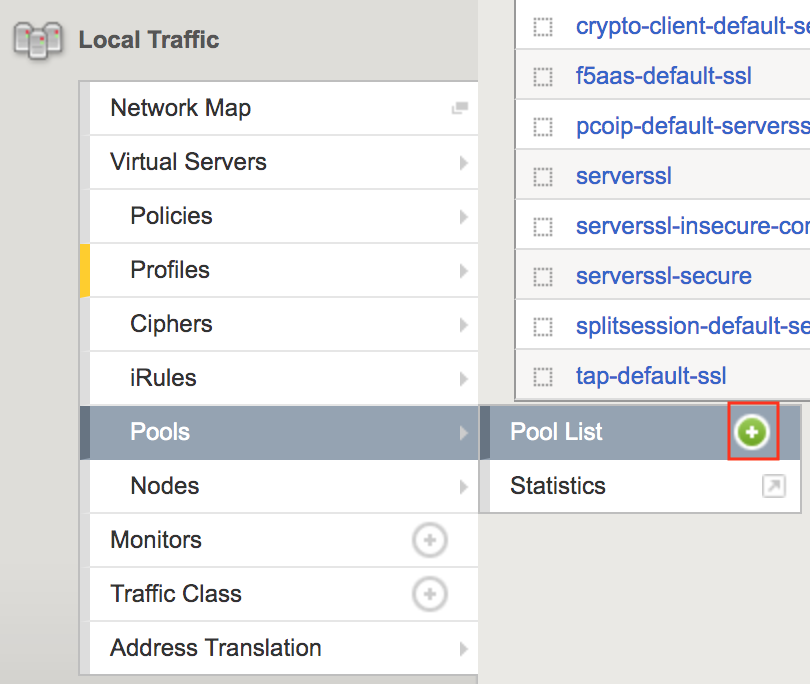 Local Traffic
Network Map
Virtual Servers
Policies
Profiles
Ciphers
iRules
Pools
Nodes
Monitors
Traffic Class
Address Translation
crypto-client-default-se
f5aas-default-ssl
pcoip-default-serverss
serverssl
serverssl-insecure-co
serverssl-secure
splitsession-default-se
tap-default-ssl
Pool List
Statistics